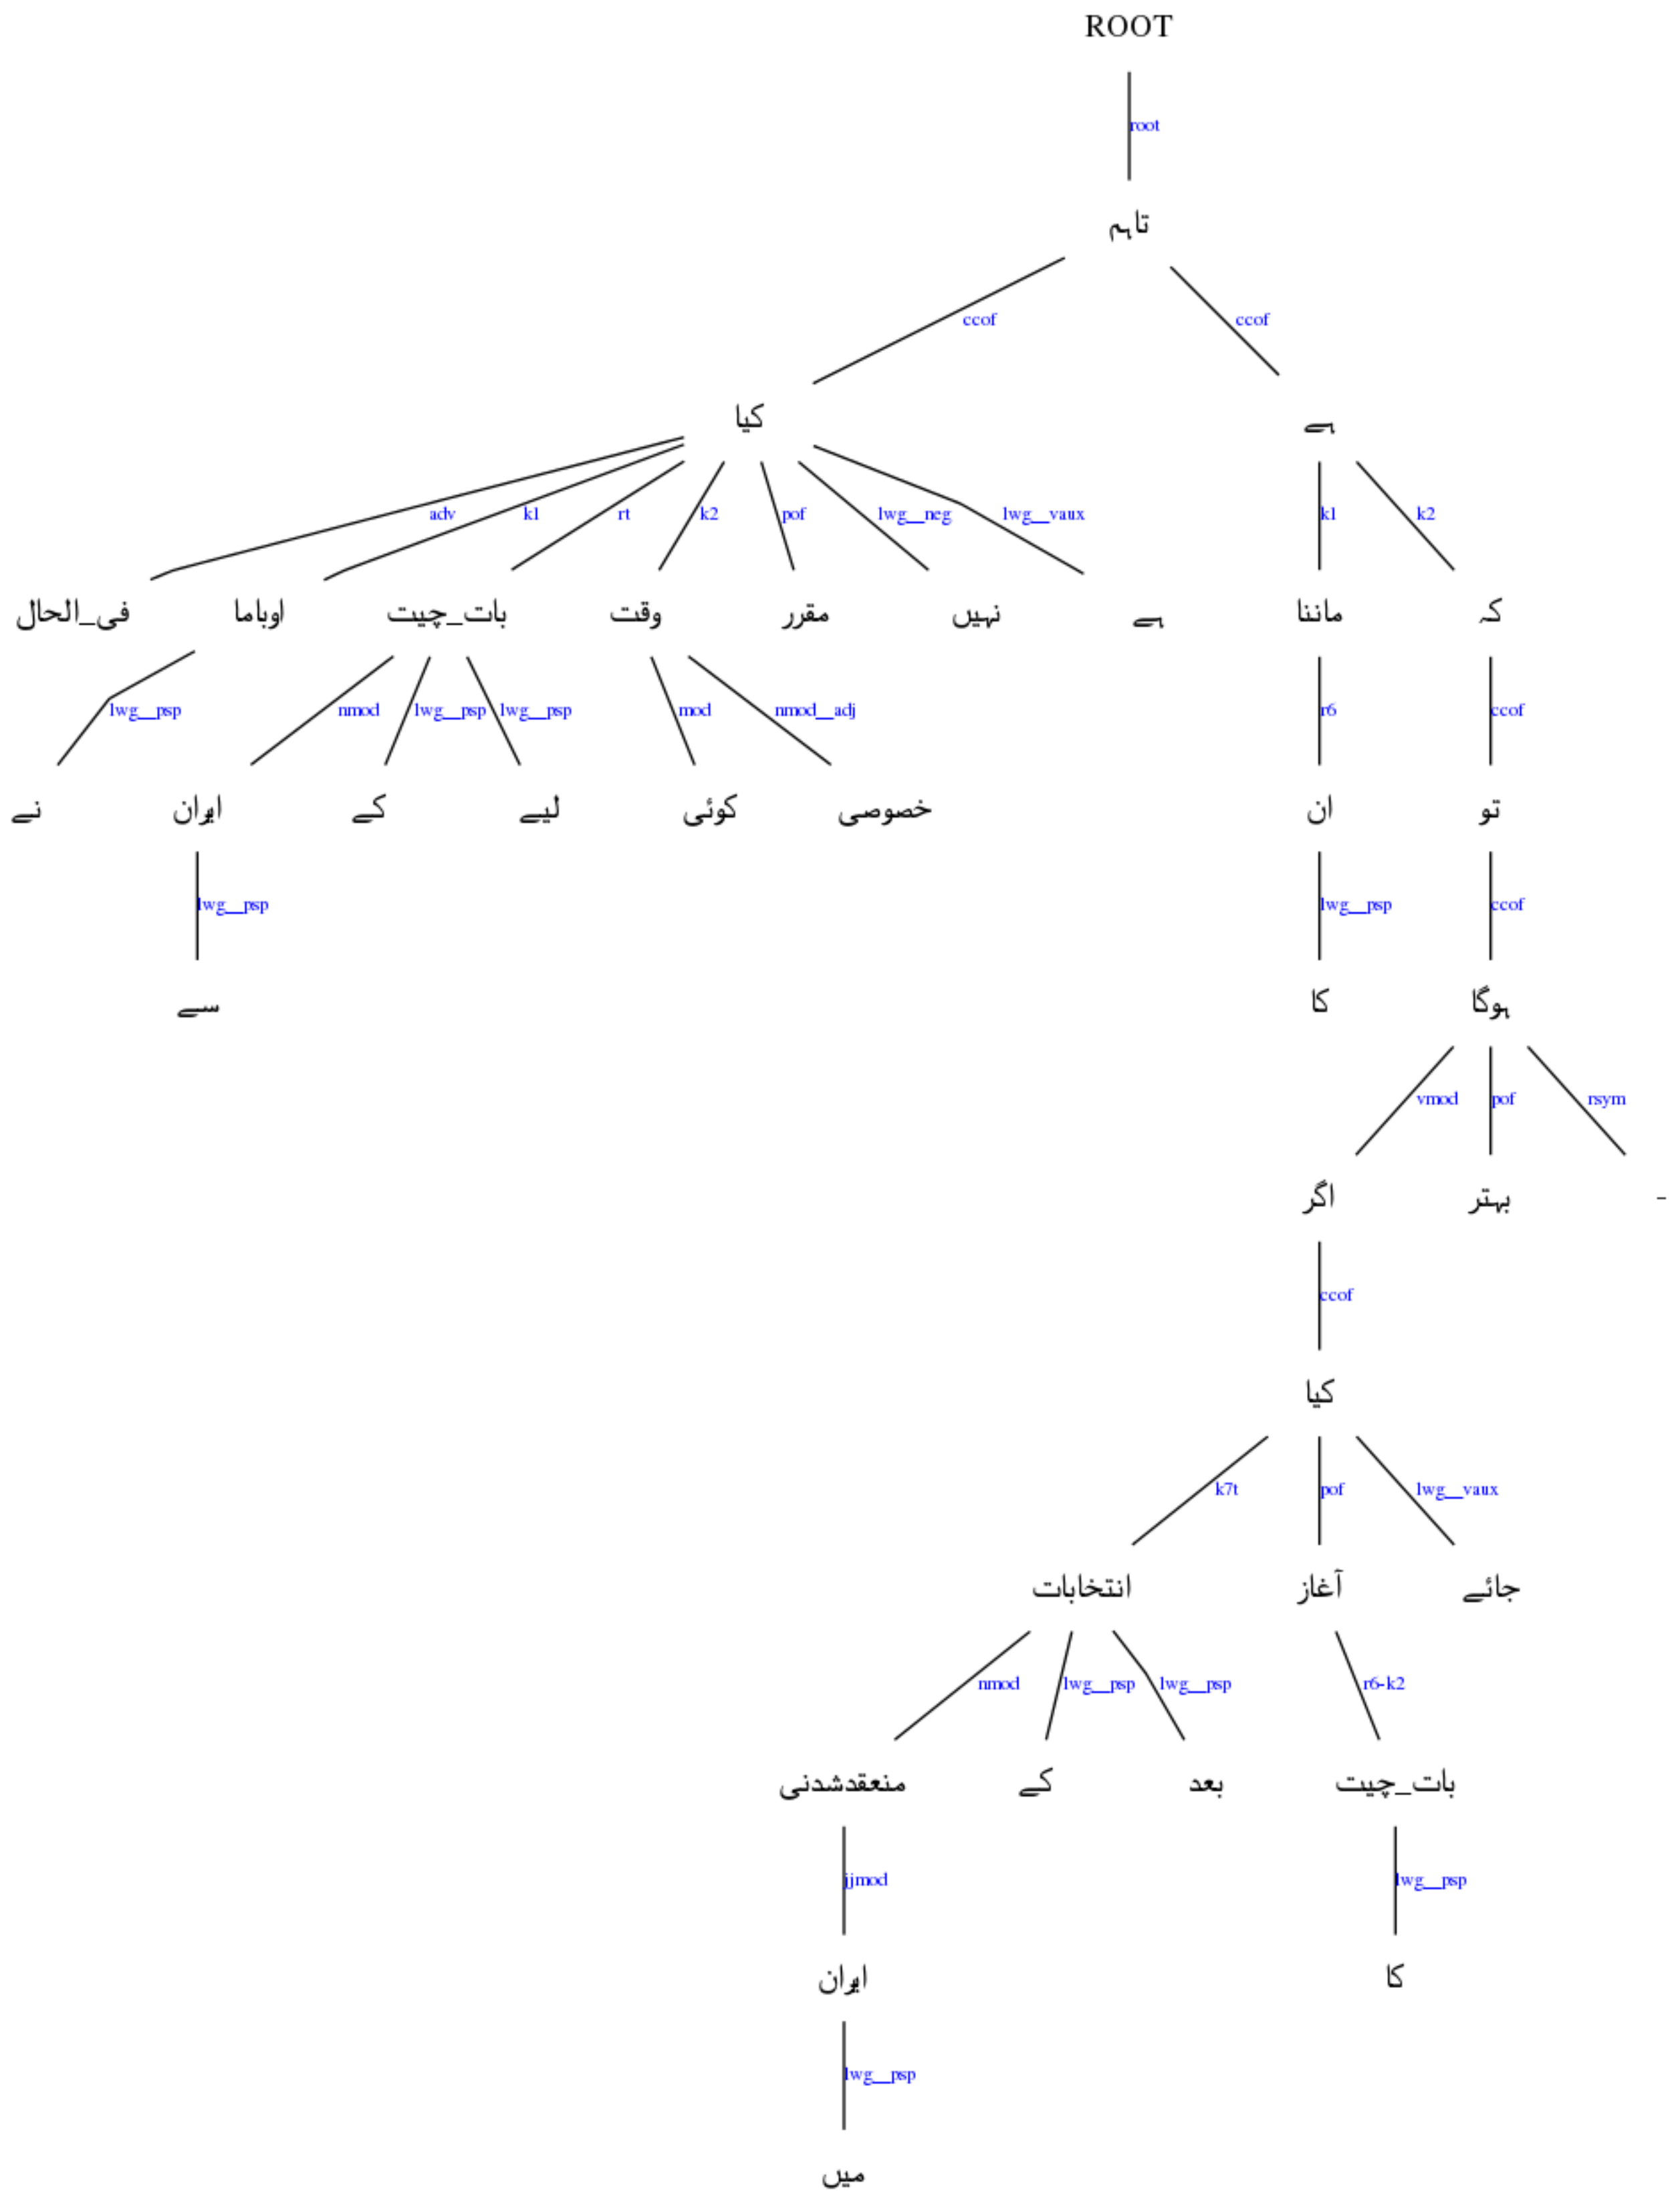 ROOT
root
تاہم
ccof ccof
کیا ہے
adv k1 rt k2 pof lwg__neg lwg__vaux k1 k2
فی_الحال اوباما بات_چیت وقت مقرر نہیں ہے ماننا کہ
lwg__psp nmod lwg__psp lwg__psp mod nmod__adj r6 ccof
نے ایران کے لیے کوئی خصوصی ان تو
lwg__psp lwg__psp ccof
سے کا ہوگا
vmod pof rsym
اگر بہتر -
ccof
کیا
k7t pof lwg__vaux
انتخابات آغاز جائے
nmod lwg__psp lwg__psp r6-k2
منعقدشدنی کے بعد بات_چیت
jjmod lwg__psp
ایران کا
lwg__psp
میں